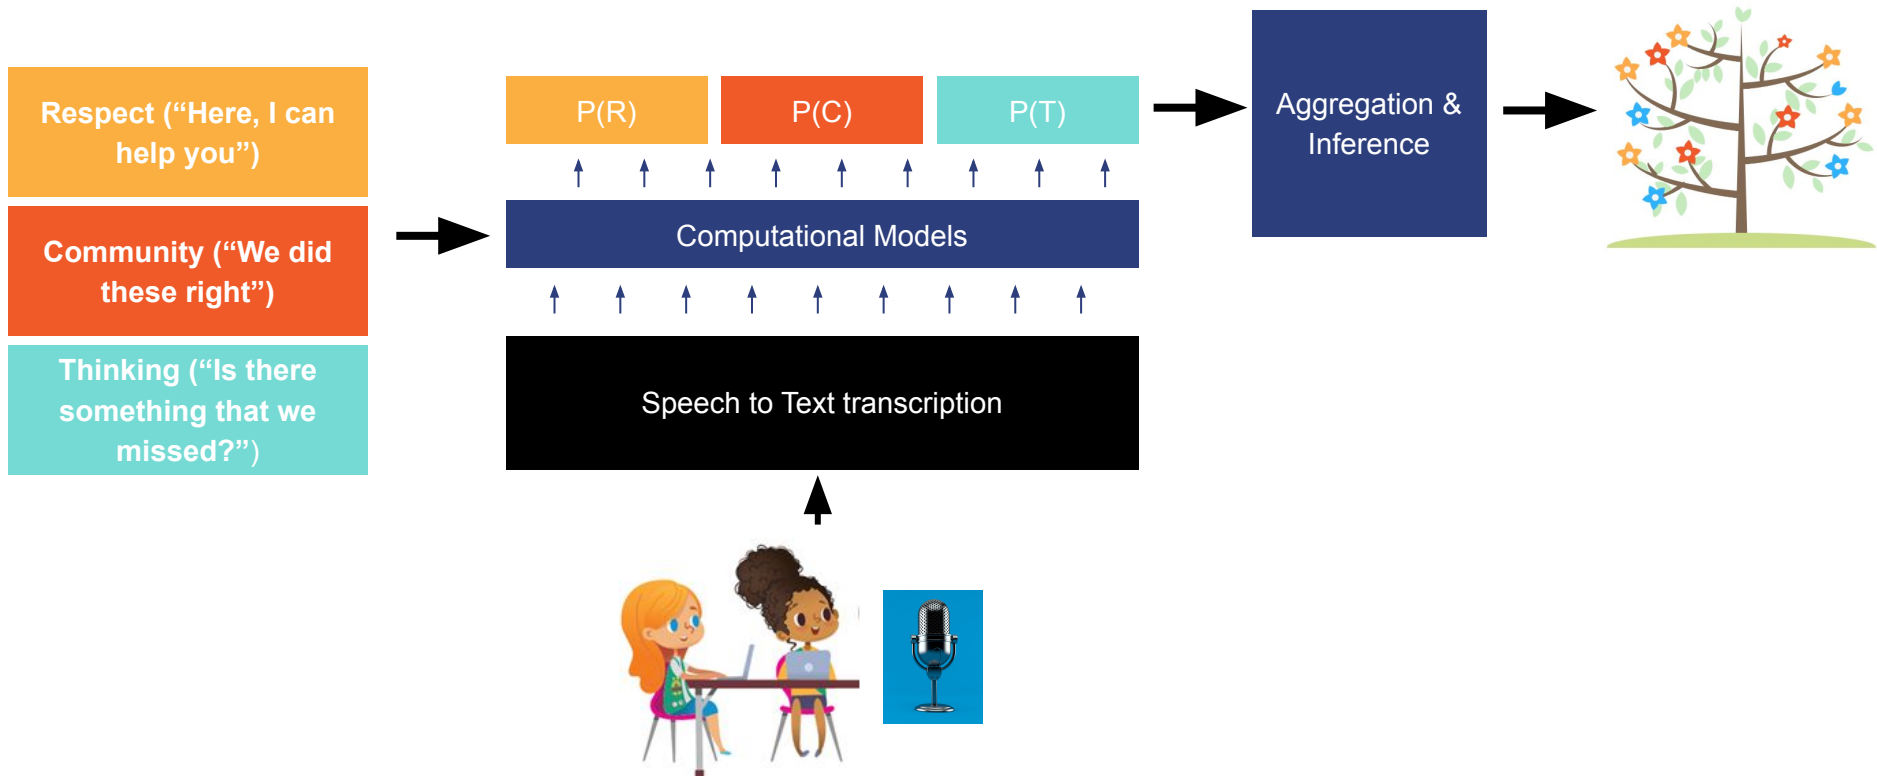 Respect (“Here, I can
help you”)
Community (“We did
these right”)
Thinking (“Is there
something that we
missed?”)
P(R)
P(C)
P(T)
Computational Models
Speech to Text transcription
Aggregation &
Inference